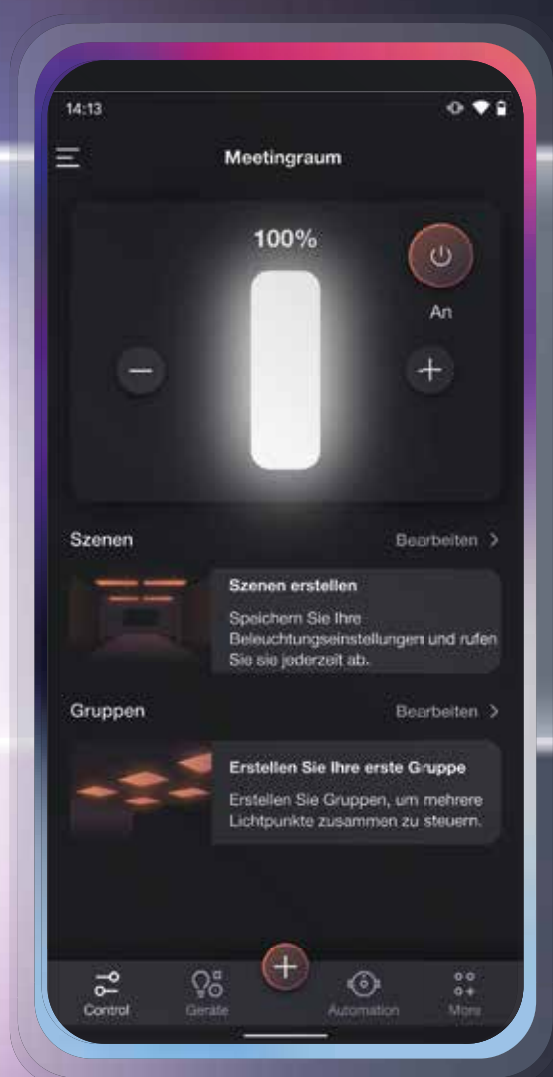 14:13
Meetingraum
100%
An
Szenen
Bearbeiten
Szenen erstellen
Speichern Sie Ihre
Beleuchtungseinstellungen und rufen
Sie sie jederzeit ab.
Gruppen
Bearbeiten
Erstellen Sie Ihre erste Gruppe
Erstellen Sie Gruppen, um mehrere
Lichtpunkte zusammen zu steuern.
Control
Geräte
Automation
More